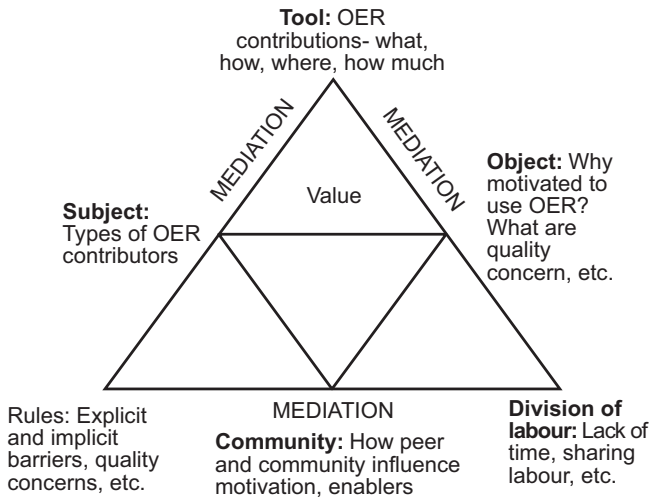 Tool: OER
contributions- what,
how, where, how much
MEDIATION
MEDIATION
Value
Subject:
Types of OER
contributors
Object: Why
motivated to
use OER?
What are
quality
concern, etc.
Rules: Explicit
and implicit
barriers, quality
concerns, etc.
MEDIATION
Community: How peer
and community influence
motivation, enablers
Division of
labour: Lack of
time, sharing
labour, etc.